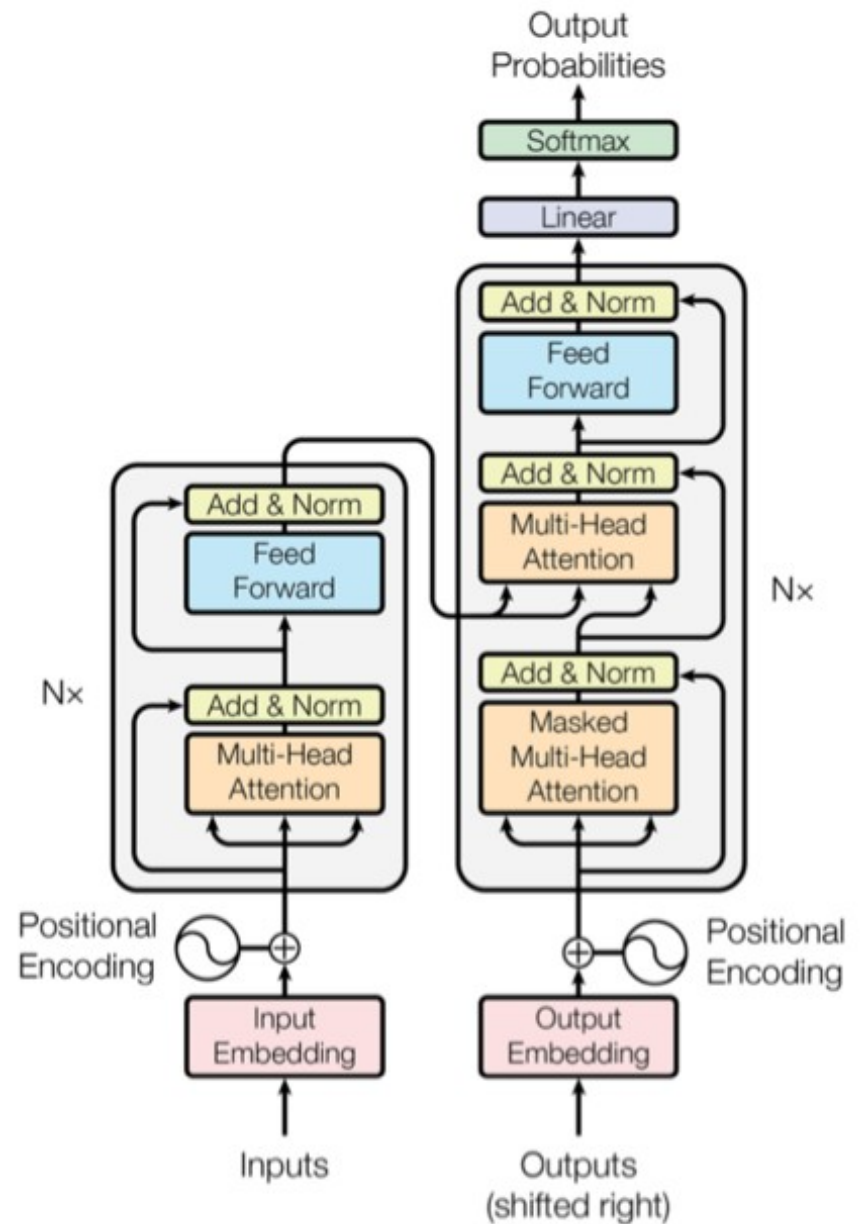 Output
Probabilities
Softmax
Linear
Add & Norm
Feed
Forward
Add & Norm
Multi-Head
Attention
Nx
Add & Norm
Masked
Multi-Head
Attention
Add & Norm
Feed
Forward
Nx
Add & Norm
Multi-Head
Attention
Positional
Encoding
Input
Embedding
Inputs
Positional
Encoding
Output
Embedding
Outputs
(shifted right)